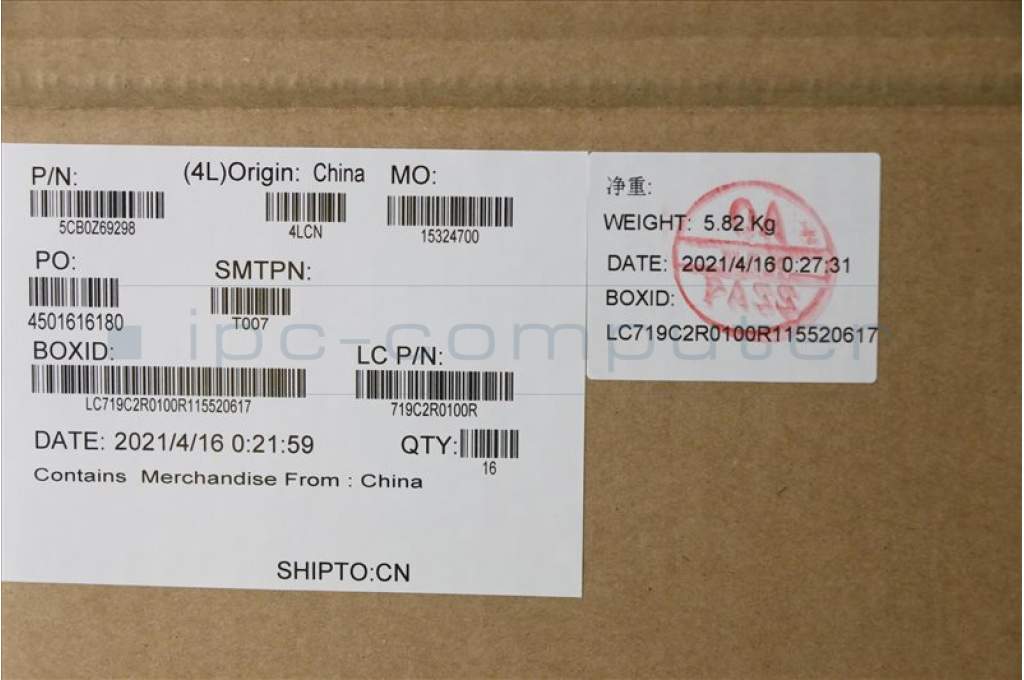 P/N:
5CB0Z69298
(4L)Origin: China
4LCN
MO:
15324700
PO:
4501616180
SMTPN:
T007
BOXID:
LC719C2R0100R115520617
LC P/N:
719C2R0100R
DATE: 2021/4/16 0:21:59
QTY:
16
Contains Merchandise From : China
SHIPTO:CN
净重:
WEIGHT: 5.82 Kg
DATE: 2021/4/16 0:27:31
BOXID:
LC719C2R0100R115520617
ipc-computer